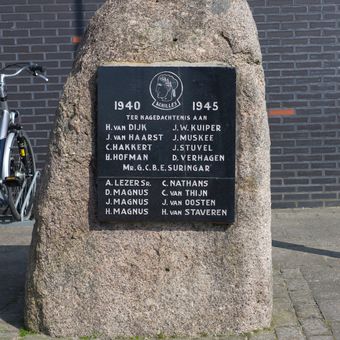 ACHILLES
1940 1945
TER NAGEDACHTENIS AAN
H. VAN DIJK J.W. KUIPER
J. VAN HAARST J. MUSKEE
C. HAKKERT J. STUVEL
B. HOFMAN D. VERHAGEN
MR. G.C.B.E. SURINGAR
A. LEZER SR. C. NATHANS
D. MAGNUS C. VAN THIJN
J. MAGNUS J. VAN OOSTEN
H. MAGNUS H. VAN STAVEREN